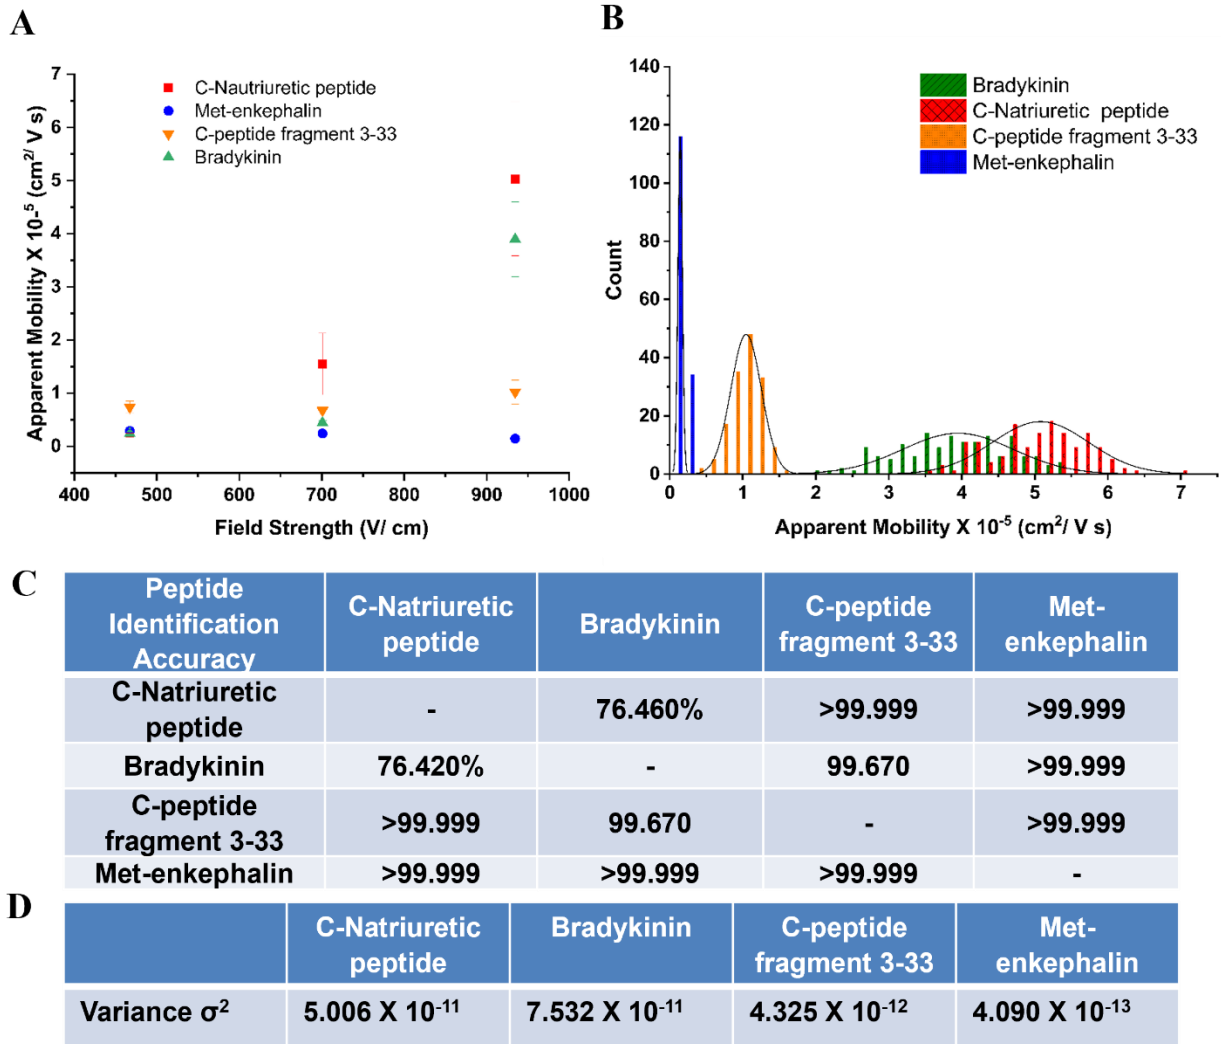 A
B
7
6
5
4
3
2
1
0
400
500
600
700
800
900
1000
Apparent Mobility X 10-⁵ (cm²/ V s)
Field Strength (V/ cm)
C-Nautriuretic peptide
Met-enkephalin
C-peptide fragment 3-33
Bradykinin
140
120
100
80
60
40
20
0
0
1
2
3
4
5
6
7
Count
Apparent Mobility X 10⁻⁵ (cm²/ V s)
Bradykinin
C-Natriuretic peptide
C-peptide fragment 3-33
Met-enkephalin
C
Peptide
Identification
Accuracy
C-Natriuretic
peptide
Bradykinin
C-peptide
fragment 3-33
Met-
enkephalin
C-Natriuretic
peptide
-
76.460%
>99.999
>99.999
Bradykinin
76.420%
-
99.670
>99.999
C-peptide
fragment 3-33
>99.999
99.670
-
>99.999
Met-enkephalin
>99.999
>99.999
>99.999
-
D
C-Natriuretic
peptide
Bradykinin
C-peptide
fragment 3-33
Met-
enkephalin
Variance σ²
5.006 X 10⁻¹¹
7.532 X 10⁻¹¹
4.325 X 10⁻¹²
4.090 X 10⁻¹³